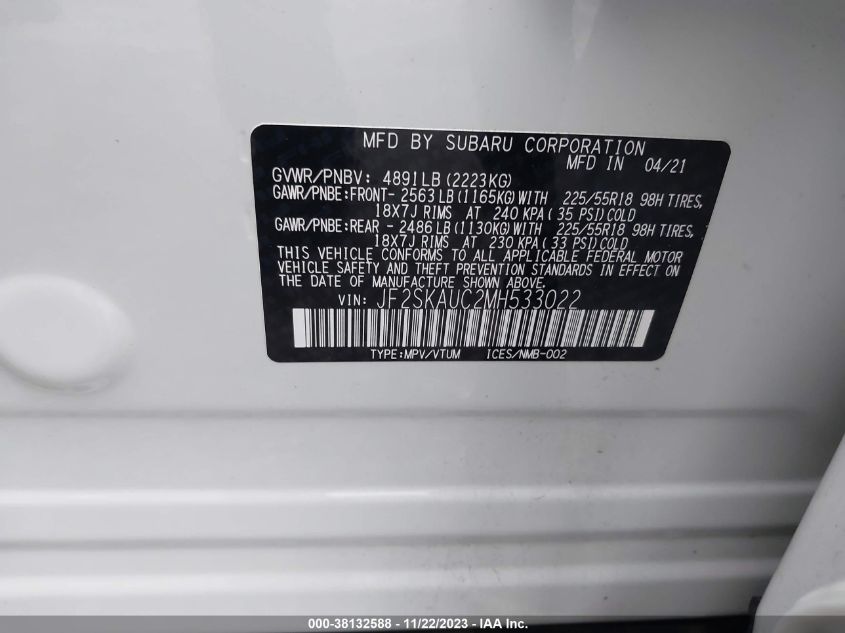 MFD BY SUBARU CORPORATION
MFD IN 04/21
GVWR/PNBV: 4891LB(2223KG)
GAWR/PNBE:FRONT- 2563LB(1165KG)WITH 225/55R18 98H TIRES,
18X7J RIMS AT 240 KPA(35 PSI)COLD
GAWR/PNBE:REAR - 2486LB(1130KG)WITH 225/55R18 98H TIRES,
18X7J RIMS AT 230 KPA(33 PSI)COLD
THIS VEHICLE CONFORMS TO ALL APPLICABLE FEDERAL MOTOR
VEHICLE SAFETY AND THEFT PREVENTION STANDARDS IN EFFECT ON
THE DATE OF MANUFACTURE SHOWN ABOVE.
VIN: JF2SKAUC2MH533022
TYPE:MPV/VTUM ICES/NMB-002
000-38132588 - 11/22/2023 - IAA Inc.